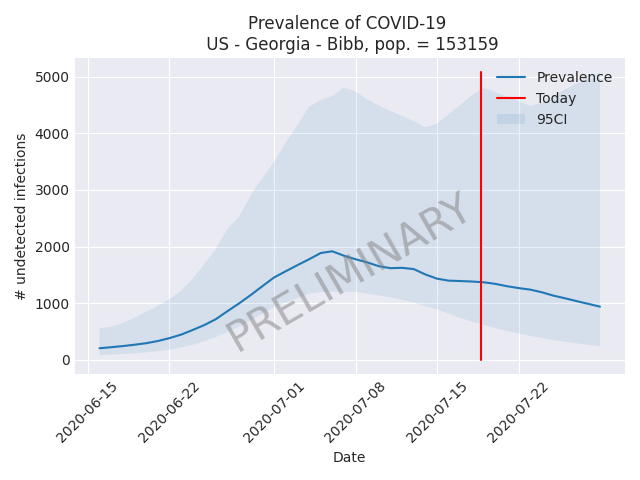 Prevalence of COVID-19
US - Georgia - Bibb, pop. = 153159
# undetected infections
5000
4000
3000
2000
1000
0
Prevalence
Today
95CI
PRELIMINARY
2020-06-15
2020-06-22
2020-07-01
2020-07-08
2020-07-15
2020-07-22
Date